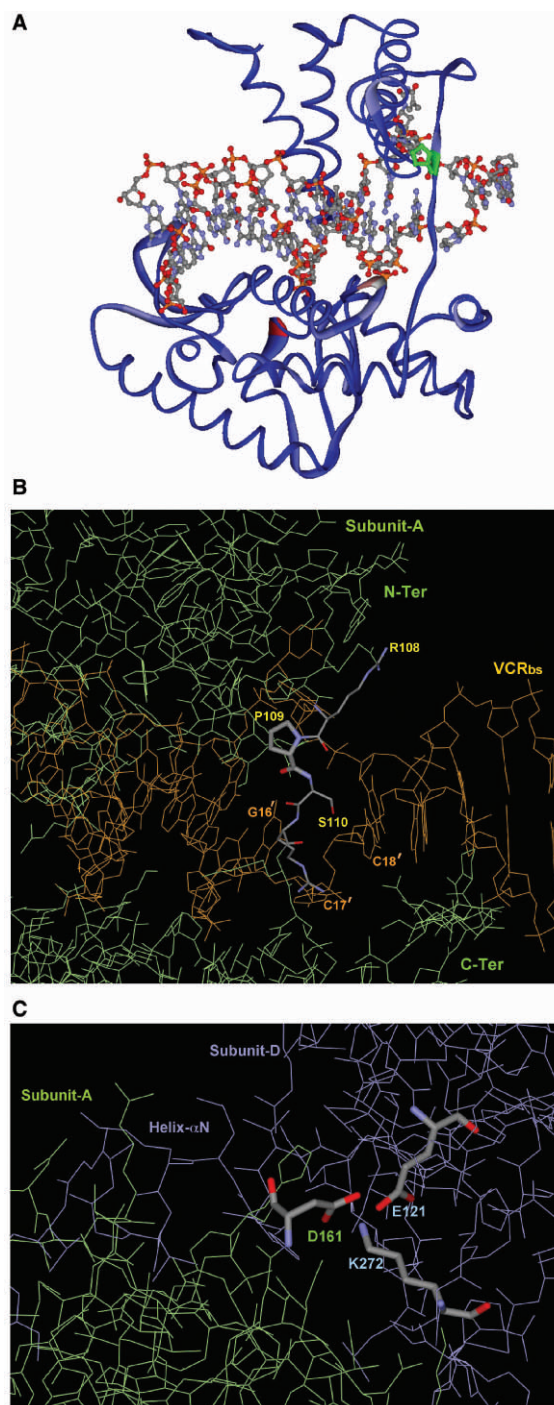 A
B
Subunit-A
N-Ter
R108
VCRbs
P109
G16′
S110
C18′
C17′
C-Ter
C
Subunit-D
Subunit-A
Helix-αN
E121
D161
K272